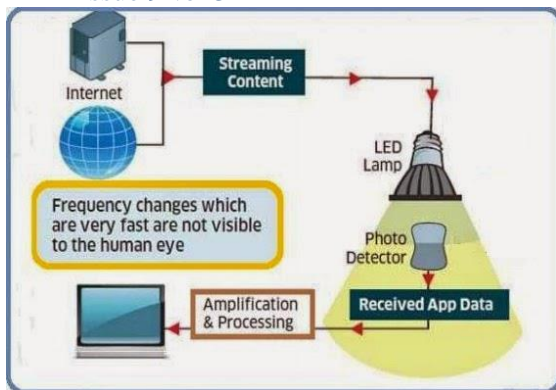 Internet
Streaming
Content
LED
Lamp
Frequency changes which
are very fast are not visible
to the human eye
Photo
Detector
Amplification
& Processing
Received App Data